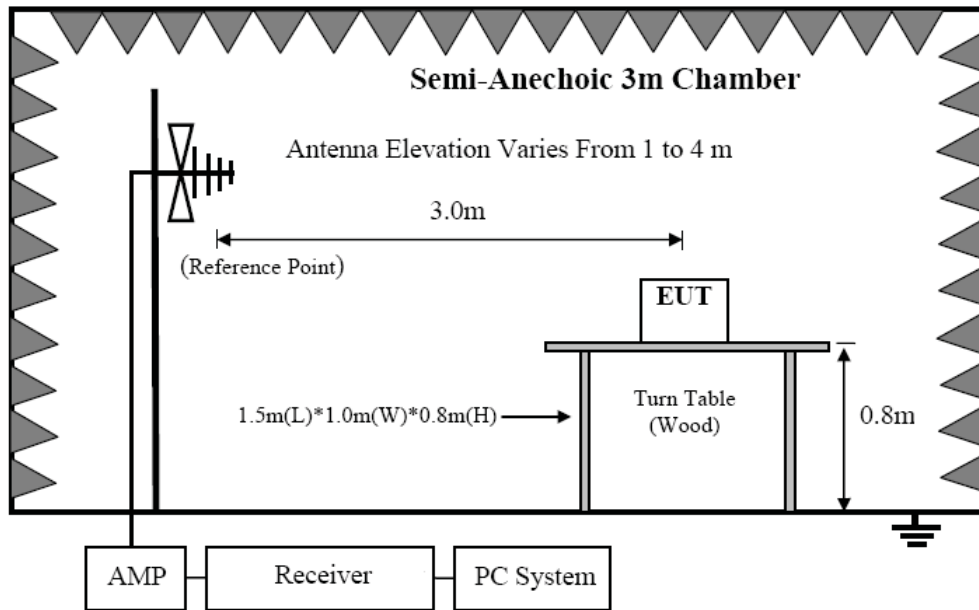 Semi-Anechoic 3m Chamber
Antenna Elevation Varies From 1 to 4 m
3.0m
(Reference Point)
EUT
1.5m(L)*1.0m(W)*0.8m(H)
Turn Table
(Wood)
0.8m
AMP
Receiver
PC System